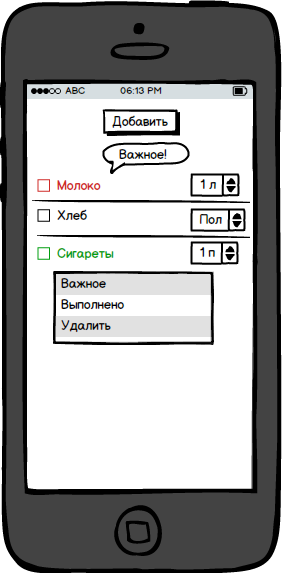 ABC 06:13 PM
Добавить
Важное!
Молоко 1 л
Хлеб Пол
Сигареты 1 п
Важное
Выполнено
Удалить